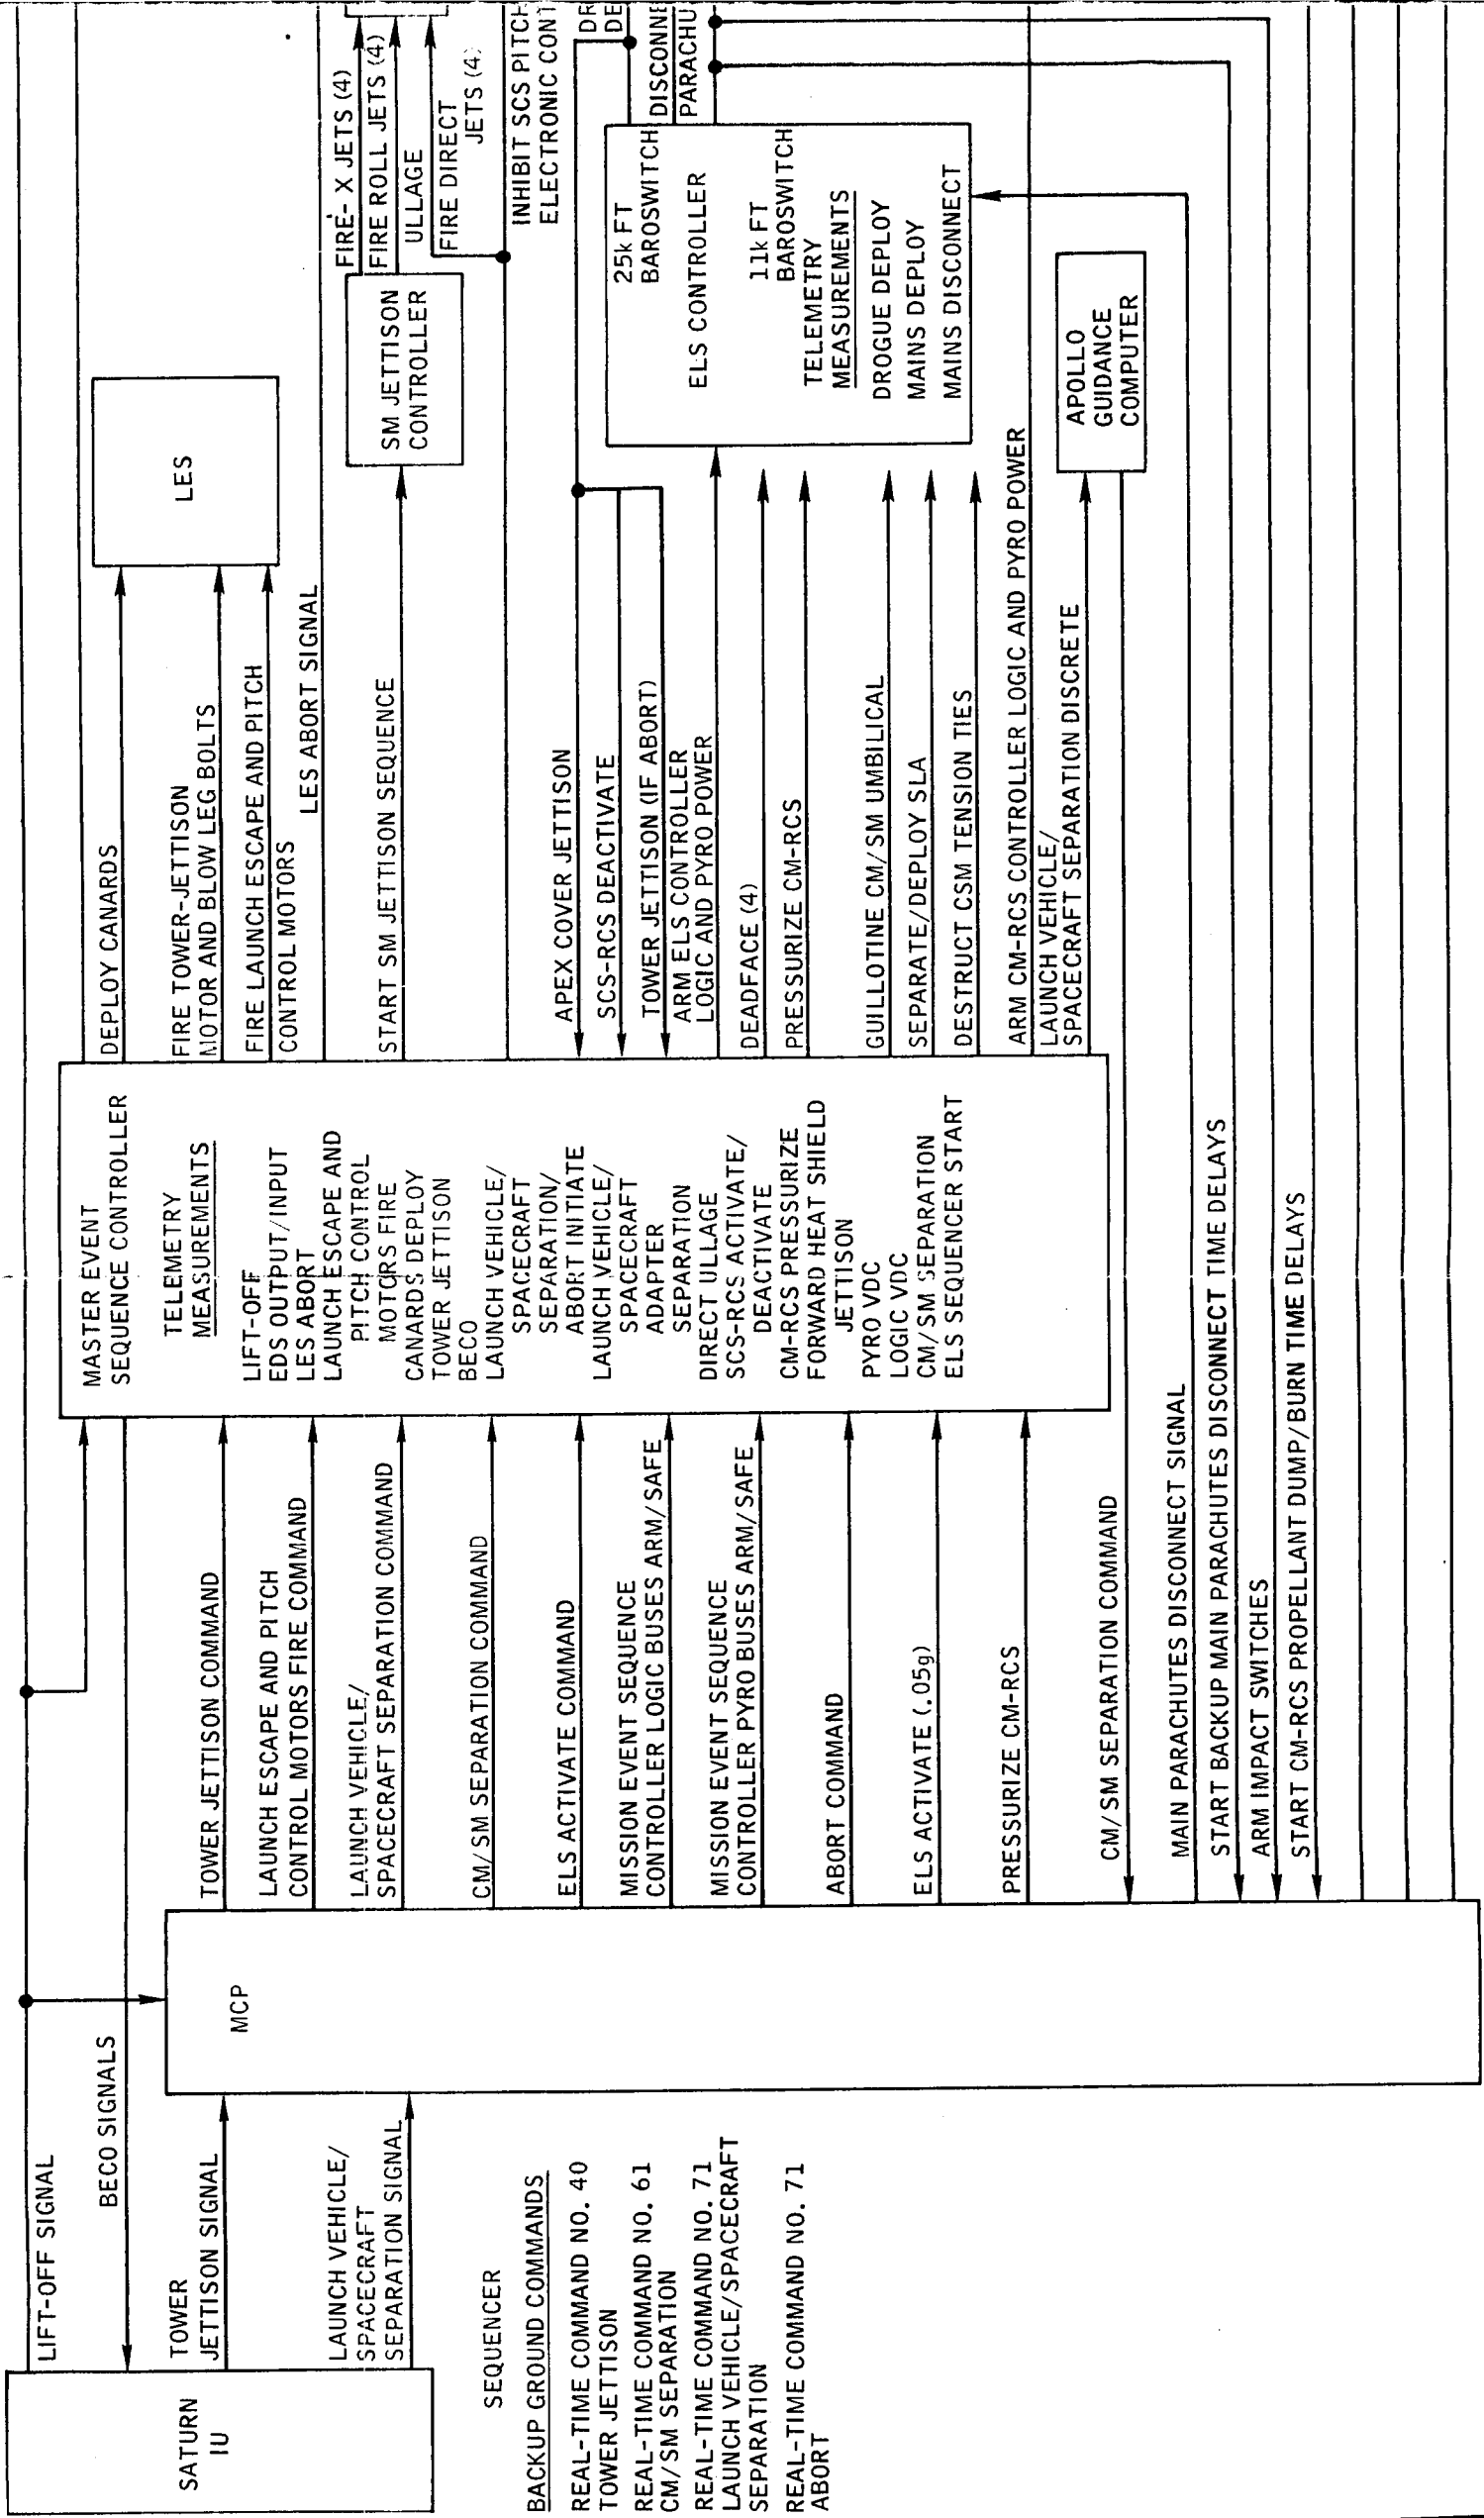 SATURN
IU
LIFT-OFF SIGNAL
BECO SIGNALS
TOWER
JETTISON SIGNAL
LAUNCH VEHICLE/
SPACECRAFT
SEPARATION SIGNAL
SEQUENCER
BACKUP GROUND COMMANDS
REAL-TIME COMMAND NO. 40
TOWER JETTISON
REAL-TIME COMMAND NO. 61
CM/SM SEPARATION
REAL-TIME COMMAND NO. 71
LAUNCH VEHICLE/SPACECRAFT
SEPARATION
REAL-TIME COMMAND NO. 71
ABORT
MCP
TOWER JETTISON COMMAND
LAUNCH ESCAPE AND PITCH
CONTROL MOTORS FIRE COMMAND
LAUNCH VEHICLE/
SPACECRAFT SEPARATION COMMAND
CM/SM SEPARATION COMMAND
ELS ACTIVATE COMMAND
MISSION EVENT SEQUENCE
CONTROLLER LOGIC BUSES ARM/SAFE
MISSION EVENT SEQUENCE
CONTROLLER PYRO BUSES ARM/SAFE
ABORT COMMAND
ELS ACTIVATE (.05g)
PRESSURIZE CM-RCS
CM/SM SEPARATION COMMAND
MAIN PARACHUTES DISCONNECT SIGNAL
START BACKUP MAIN PARACHUTES DISCONNECT TIME DELAYS
ARM IMPACT SWITCHES
START CM-RCS PROPELLANT DUMP/BURN TIME DELAYS
MASTER EVENT
SEQUENCE CONTROLLER
TELEMETRY
MEASUREMENTS
LIFT-OFF
EDS OUTPUT/INPUT
LES ABORT
LAUNCH ESCAPE AND
PITCH CONTROL
MOTORS FIRE
CANARDS DEPLOY
TOWER JETTISON
BECO
LAUNCH VEHICLE/
SPACECRAFT
SEPARATION/
ABORT INITIATE
LAUNCH VEHICLE/
SPACECRAFT
ADAPTER
SEPARATION
DIRECT ULLAGE
SCS-RCS ACTIVATE/
DEACTIVATE
CM-RCS PRESSURIZE
FORWARD HEAT SHIELD
JETTISON
PYRO VDC
LOGIC VDC
CM/SM SEPARATION
ELS SEQUENCER START
DEPLOY CANARDS
FIRE TOWER-JETTISON
MOTOR AND BLOW LEG BOLTS
FIRE LAUNCH ESCAPE AND PITCH
CONTROL MOTORS
LES ABORT SIGNAL
START SM JETTISON SEQUENCE
APEX COVER JETTISON
SCS-RCS DEACTIVATE
TOWER JETTISON (IF ABORT)
ARM ELS CONTROLLER
LOGIC AND PYRO POWER
DEADFACE (4)
PRESSURIZE CM-RCS
GUILLOTINE CM/SM UMBILICAL
SEPARATE/DEPLOY SLA
DESTRUCT CSM TENSION TIES
ARM CM-RCS CONTROLLER LOGIC AND PYRO POWER
LAUNCH VEHICLE/
SPACECRAFT SEPARATION DISCRETE
LES
SM JETTISON
CONTROLLER
FIRE - X JETS (4)
FIRE ROLL JETS (4)
ULLAGE
FIRE DIRECT
JETS (4)
INHIBIT SCS PITCH
ELECTRONIC CONT
DR
DE
DISCONNE
PARACHU
25k FT
BAROSWITCH
ELS CONTROLLER
11k FT
BAROSWITCH
TELEMETRY
MEASUREMENTS
DROGUE DEPLOY
MAINS DEPLOY
MAINS DISCONNECT
APOLLO
GUIDANCE
COMPUTER